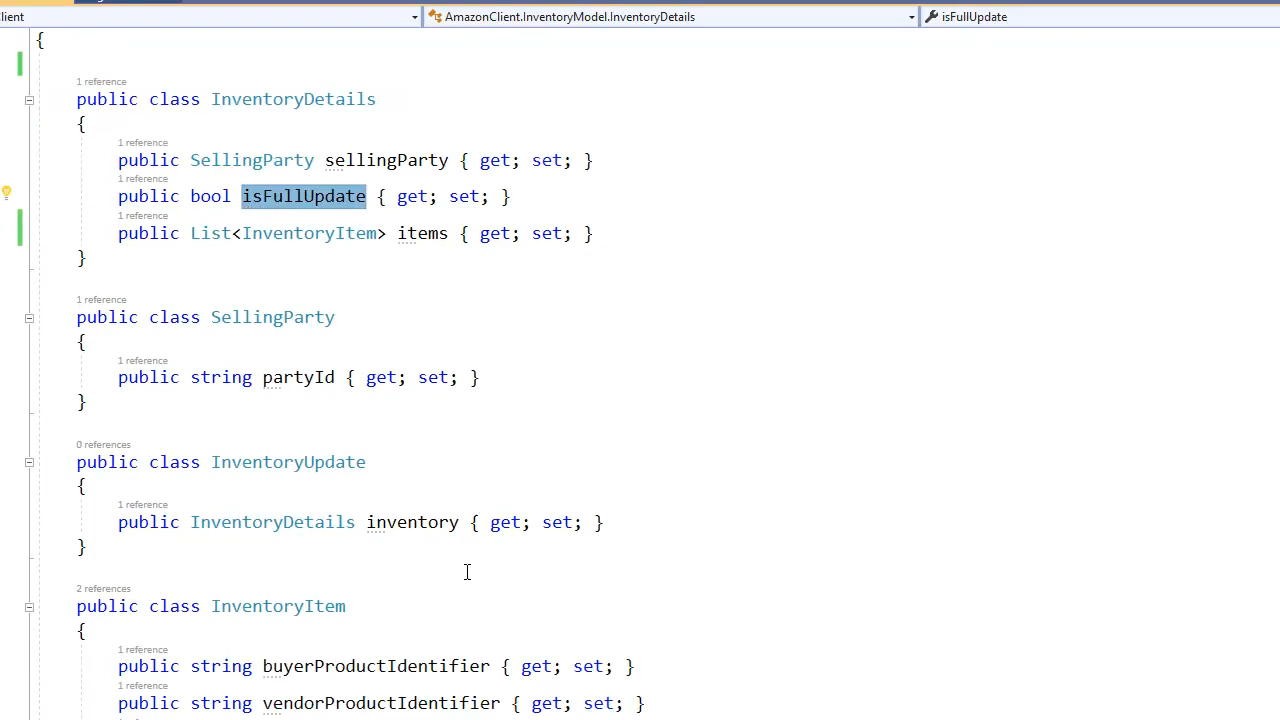 lient AmazonClient.InventoryModel.InventoryDetails isFullUpdate
{
1 reference
public class InventoryDetails
{
1 reference
public SellingParty sellingParty { get; set; }
1 reference
public bool isFullUpdate { get; set; }
1 reference
public List<InventoryItem> items { get; set; }
}
1 reference
public class SellingParty
{
1 reference
public string partyId { get; set; }
}
0 references
public class InventoryUpdate
{
1 reference
public InventoryDetails inventory { get; set; }
}
2 references
public class InventoryItem
{
1 reference
public string buyerProductIdentifier { get; set; }
1 reference
public string vendorProductIdentifier { get; set; }